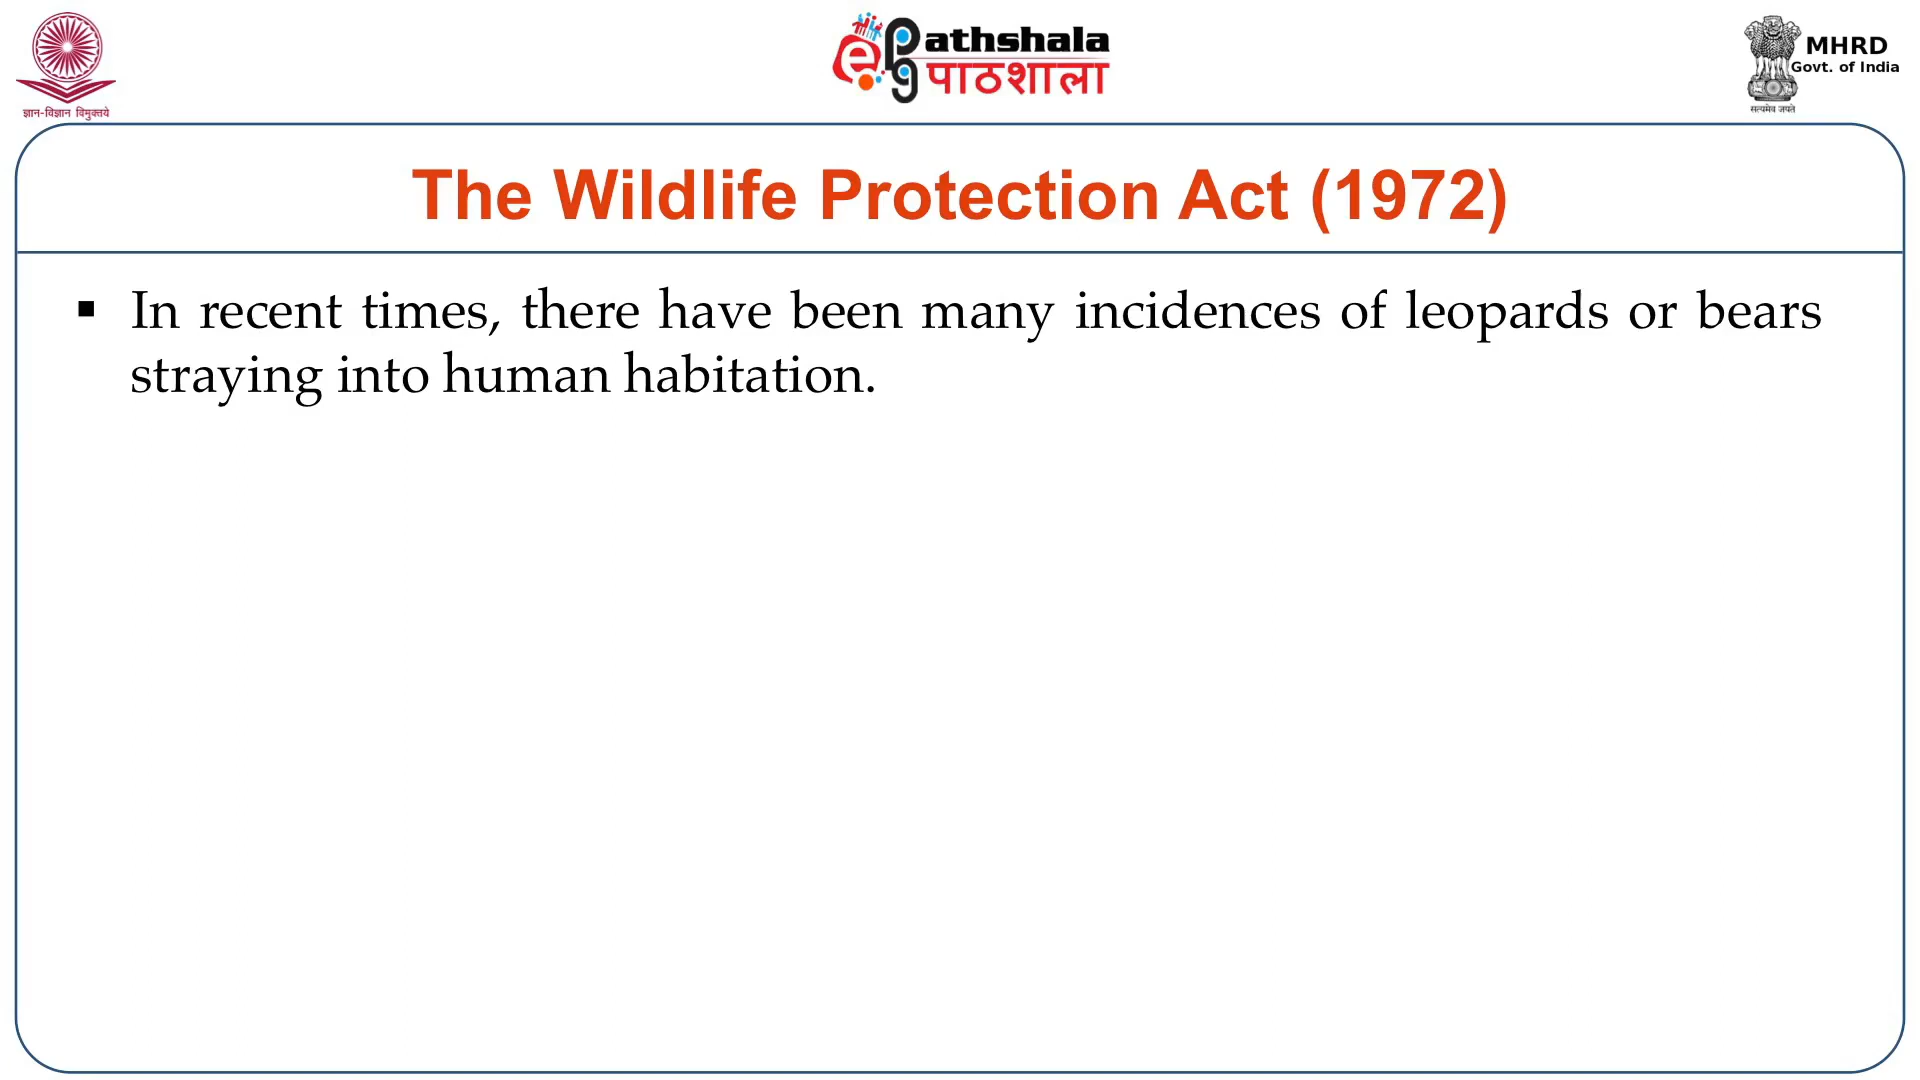 ज्ञान-विज्ञान विमुक्तये
ePathshala
पाठशाला
MHRD
Govt. of India
सत्यमेव जयते
The Wildlife Protection Act (1972)
▪ In recent times, there have been many incidences of leopards or bears
straying into human habitation.